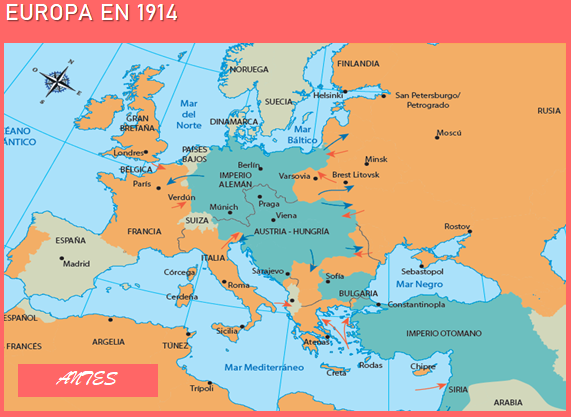 EUROPA EN 1914
NORUEGA
FINLANDIA
SUECIA
Helsinki
San Petersburgo/
Petrogrado
RUSIA
Mar
del
Norte
GRAN
BRETAÑA
DINAMARCA
Mar
Báltico
Moscú
CÉANO
ÁNTICO
Londres
PAÍSES
BAJOS
Minsk
BÉLGICA
Berlín
IMPERIO
ALEMÁN
Varsovia
Brest Litovsk
París
Verdún
Praga
Múnich
Viena
FRANCIA
SUIZA
AUSTRIA - HUNGRÍA
Rostov
ESPAÑA
Madrid
ITALIA
Sarajevo
Sebastopol
Córcega
Roma
Sofía
Mar Negro
Cerdeña
BULGARIA
Constantinopla
ESPAÑOL
Sicilia
IMPERIO OTOMANO
FRANCÉS
ARGELIA
TÚNEZ
Atenas
Rodas
Mar Mediterráneo
Creta
Chipre
ANTES
Trípoli
SIRIA
ARABIA
N
E
S
O